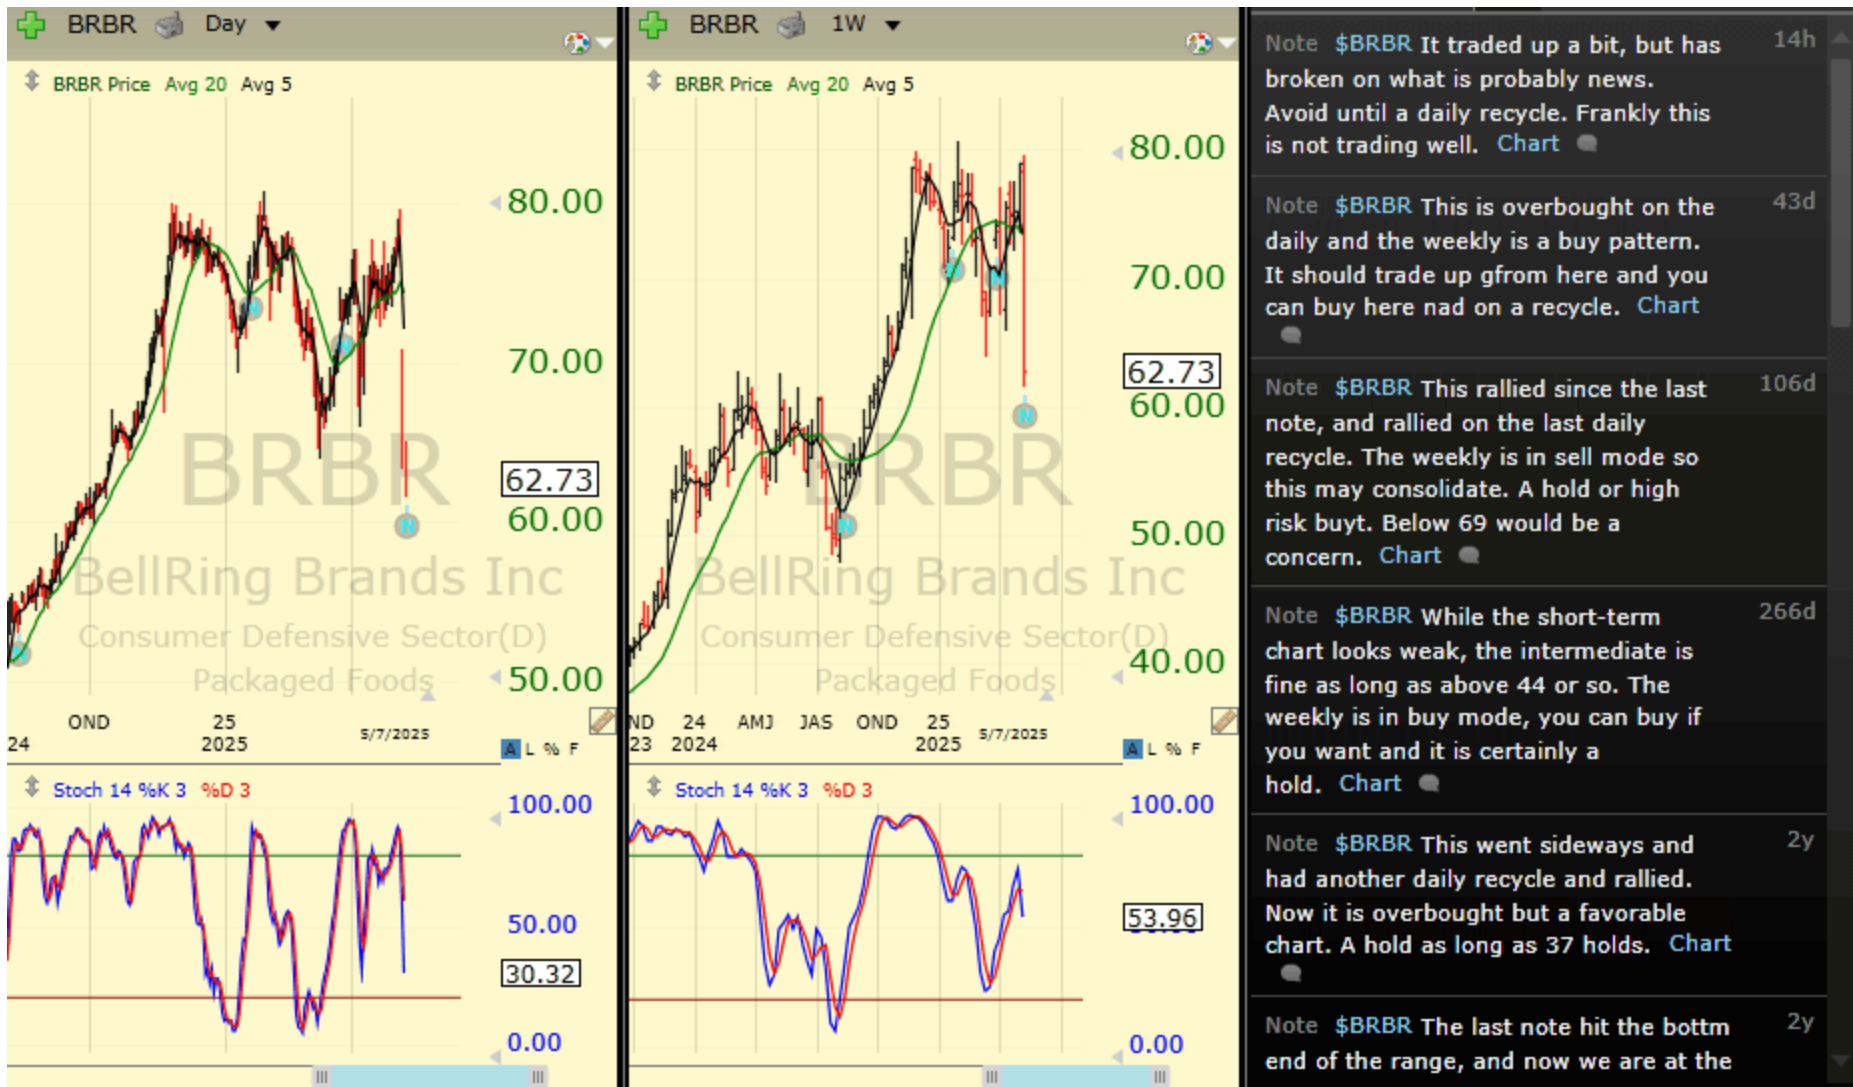 BRBR Day
BRBR Price Avg 20 Avg 5
80.00
70.00
62.73
60.00
50.00
BRBR
BellRing Brands Inc
Consumer Defensive Sector(D)
Packaged Foods
OND 25 5/7/2025
24 2025
A L % F
Stoch 14 %K 3 %D 3
100.00
50.00
30.32
0.00
N
N
N
BRBR 1W
BRBR Price Avg 20 Avg 5
80.00
70.00
62.73
60.00
50.00
40.00
BRBR
BellRing Brands Inc
Consumer Defensive Sector(D)
Packaged Foods
N
N
N
N
ND 24 AMJ JAS OND 25 5/7/2025
23 2024 2025
A L % F
Stoch 14 %K 3 %D 3
100.00
53.96
0.00
Note $BRBR It traded up a bit, but has 14h
broken on what is probably news.
Avoid until a daily recycle. Frankly this
is not trading well. Chart
Note $BRBR This is overbought on the 43d
daily and the weekly is a buy pattern.
It should trade up gfrom here and you
can buy here nad on a recycle. Chart
Note $BRBR This rallied since the last 106d
note, and rallied on the last daily
recycle. The weekly is in sell mode so
this may consolidate. A hold or high
risk buyt. Below 69 would be a
concern. Chart
Note $BRBR While the short-term 266d
chart looks weak, the intermediate is
fine as long as above 44 or so. The
weekly is in buy mode, you can buy if
you want and it is certainly a
hold. Chart
Note $BRBR This went sideways and 2y
had another daily recycle and rallied.
Now it is overbought but a favorable
chart. A hold as long as 37 holds. Chart
Note $BRBR The last note hit the bottm 2y
end of the range, and now we are at the